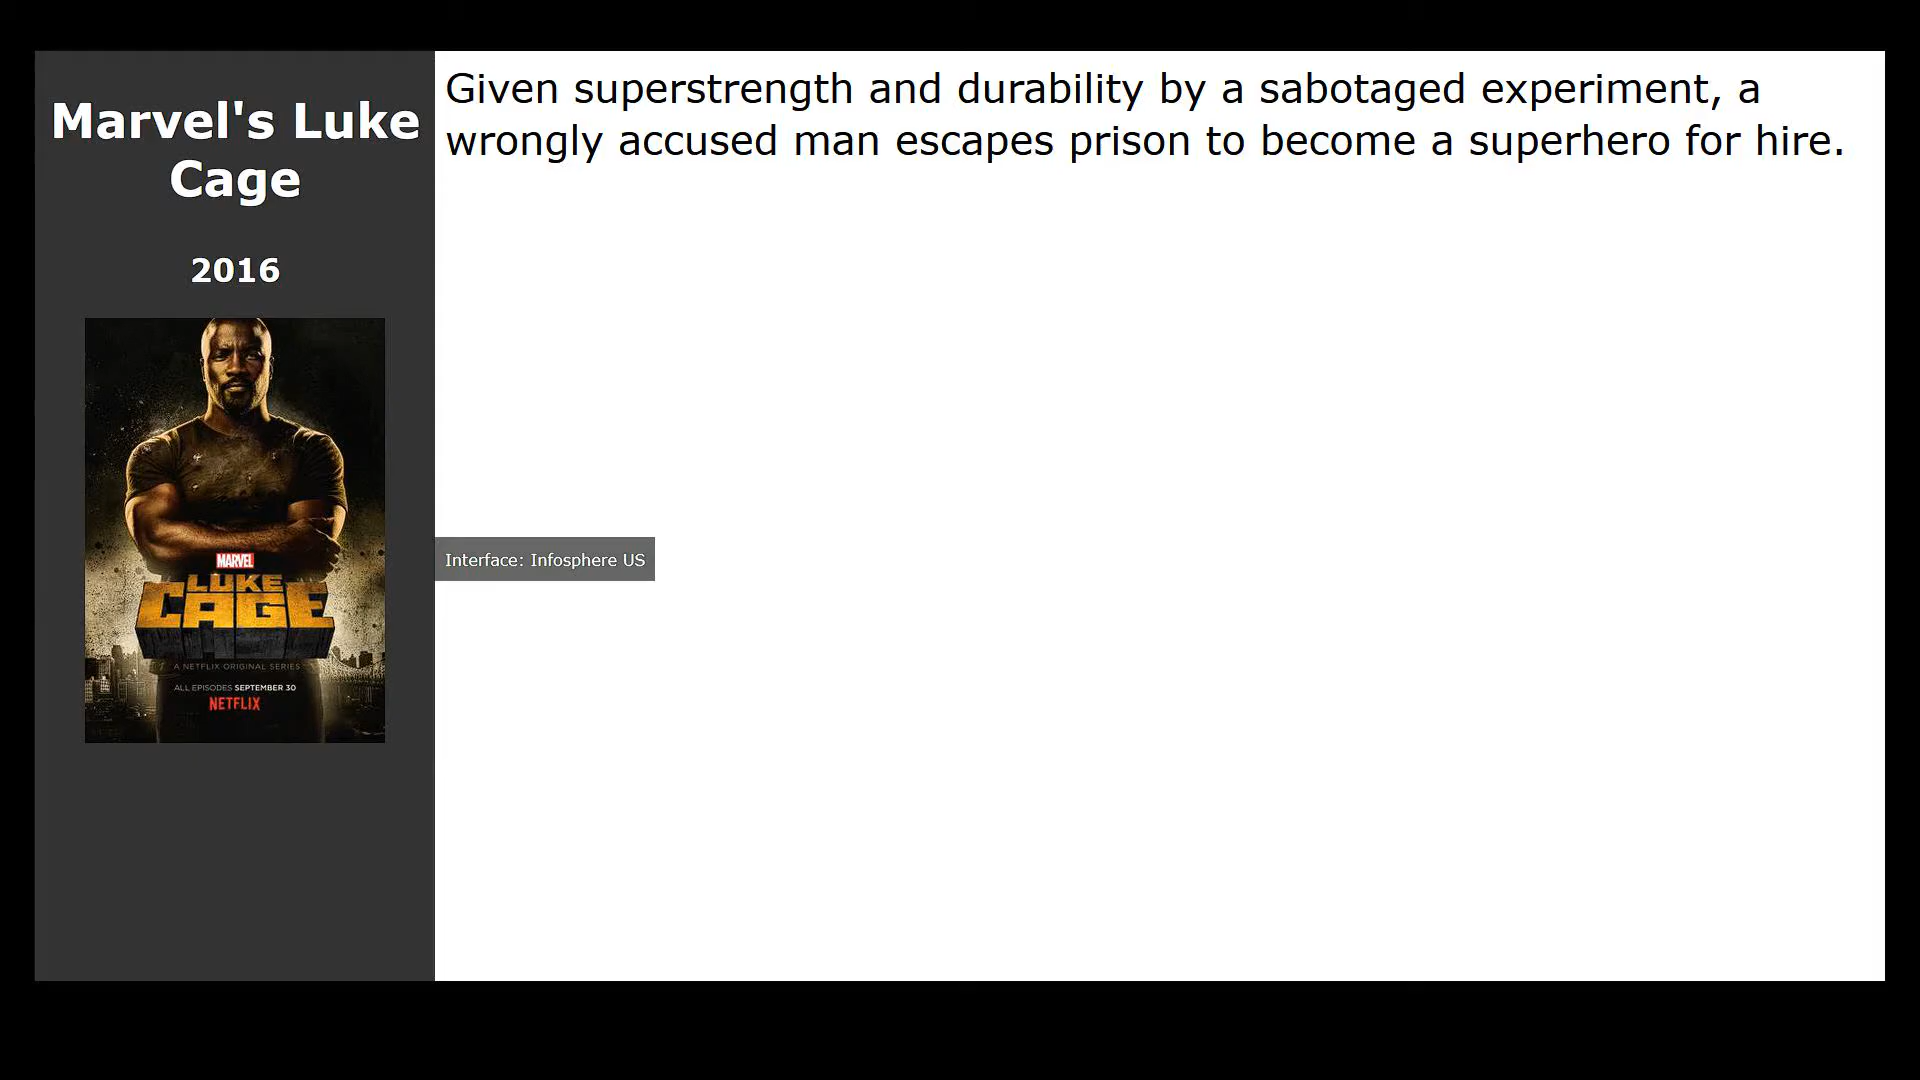 Marvel's Luke
Cage
2016
MARVEL
LUKE
CAGE
A NETFLIX ORIGINAL SERIES
ALL EPISODES SEPTEMBER 30
NETFLIX
Given superstrength and durability by a sabotaged experiment, a
wrongly accused man escapes prison to become a superhero for hire.
Interface: Infosphere US